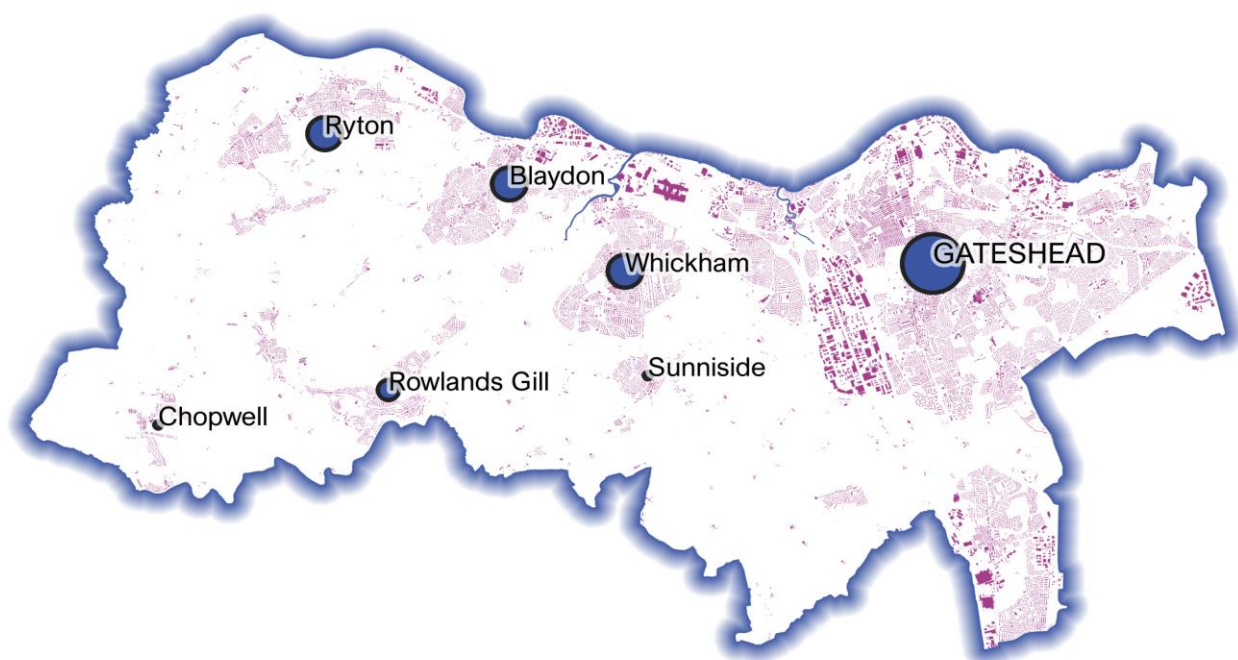 Ryton
Blaydon
Whickham
GATESHEAD
Sunniside
Rowlands Gill
Chopwell